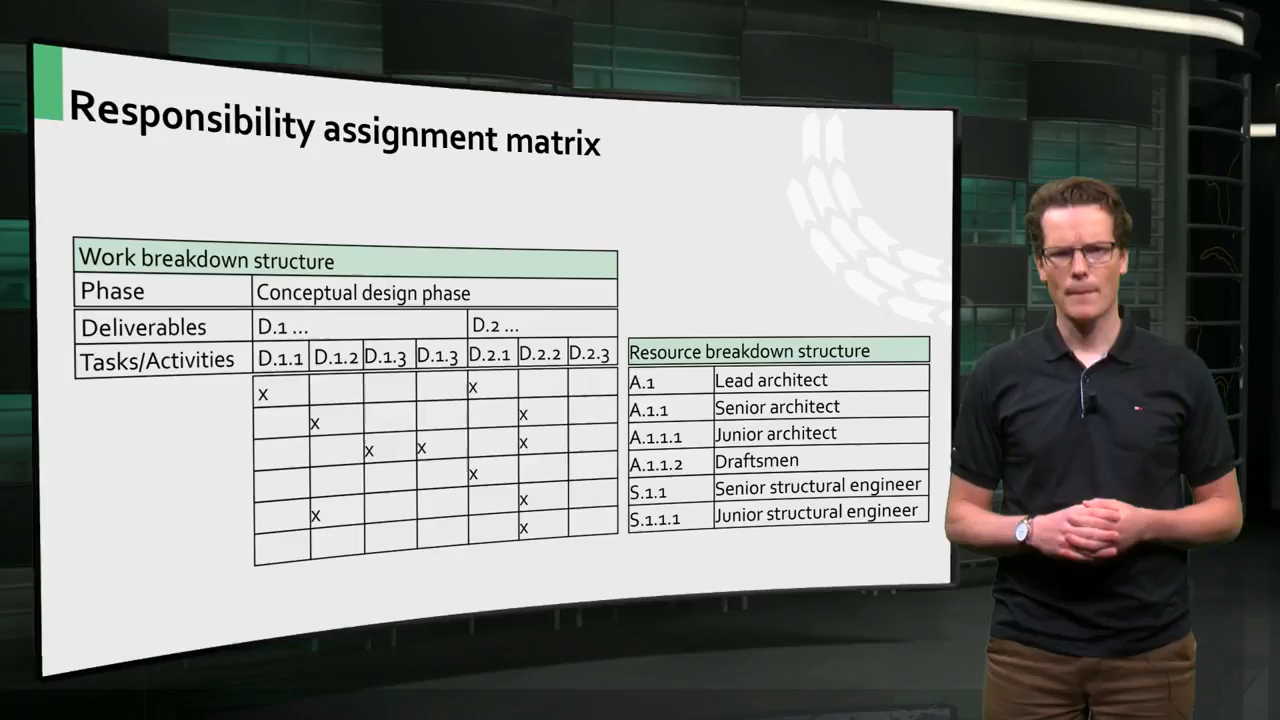 Responsibility assignment matrix
Work breakdown structure
Phase Conceptual design phase
Deliverables D.1 ... D.2 ...
Tasks/Activities D.1.1 D.1.2 D.1.3 D.1.3 D.2.1 D.2.2 D.2.3
Resource breakdown structure
x x A.1 Lead architect
x x A.1.1 Senior architect
x x x A.1.1.1 Junior architect
x A.1.1.2 Draftsmen
x x S.1.1 Senior structural engineer
x S.1.1.1 Junior structural engineer